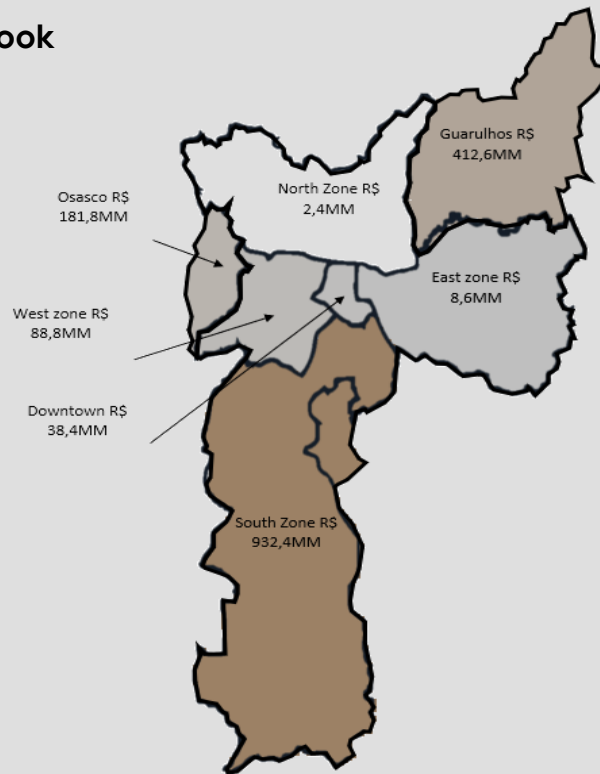 ook
Guarulhos R$
412,6MM
North Zone R$
2,4MM
Osasco R$
181,8MM
East zone R$
8,6MM
West zone R$
88,8MM
Downtown R$
38,4MM
South Zone R$
932,4MM